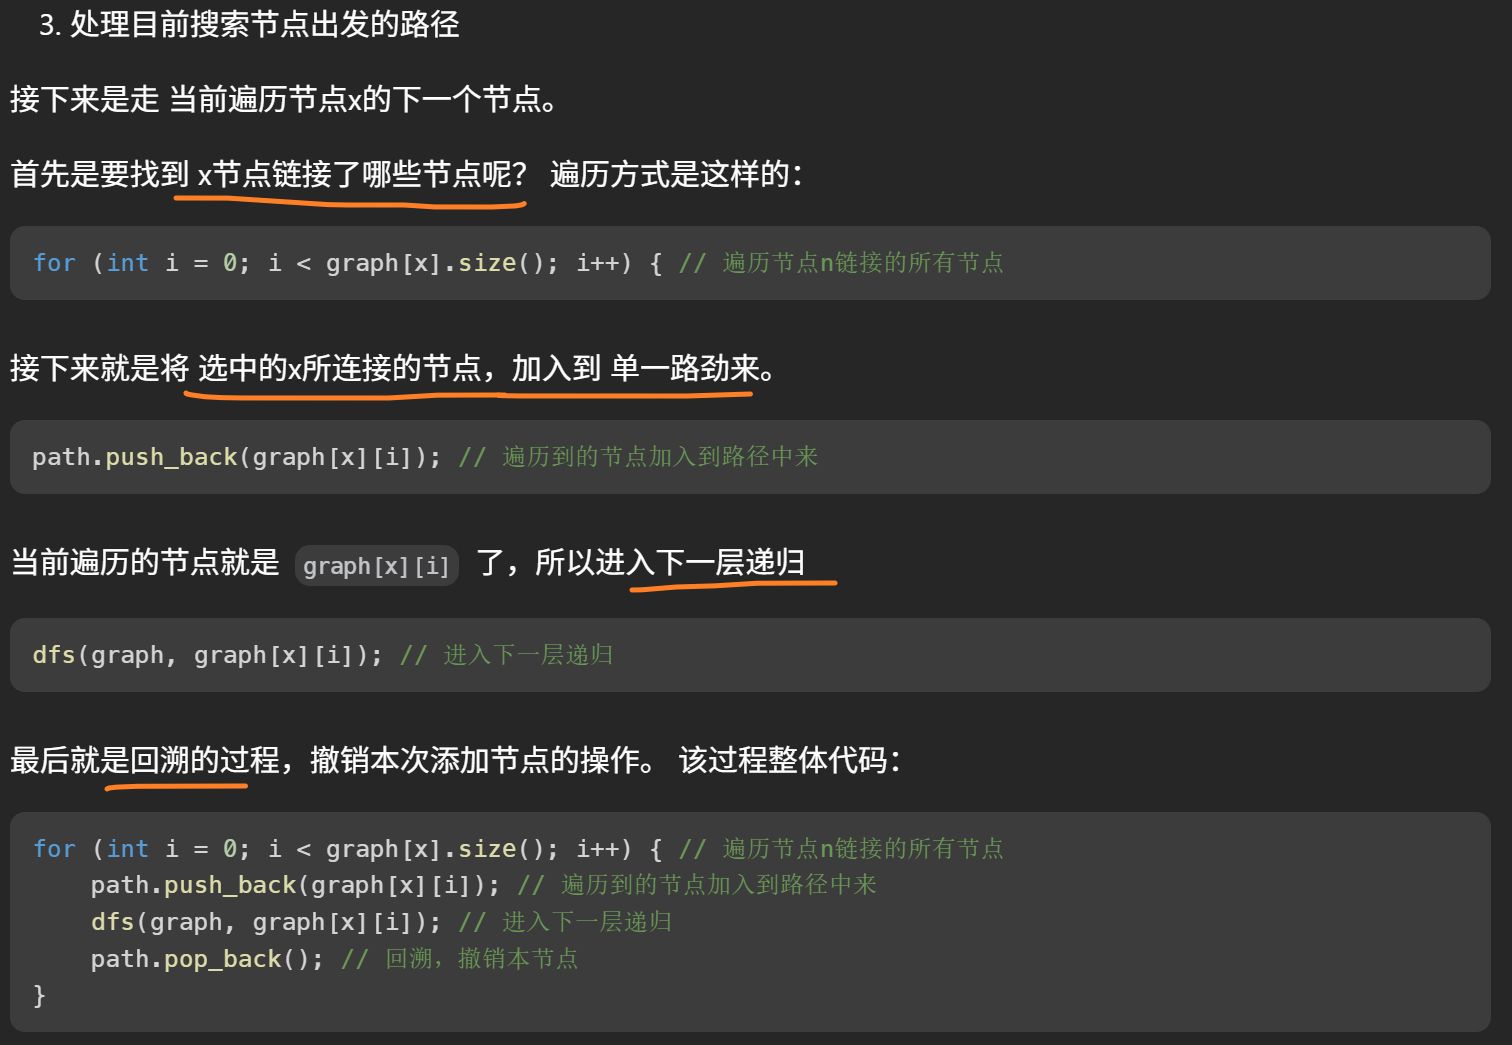 3. 处理目前搜索节点出发的路径
接下来是走 当前遍历节点x的下一个节点。
首先是要找到 x节点链接了哪些节点呢？ 遍历方式是这样的：
for (int i = 0; i < graph[x].size(); i++) { // 遍历节点n链接的所有节点
接下来就是将 选中的x所连接的节点，加入到 单一路劲来。
path.push_back(graph[x][i]); // 遍历到的节点加入到路径中来
当前遍历的节点就是 graph[x][i] 了，所以进入下一层递归
dfs(graph, graph[x][i]); // 进入下一层递归
最后就是回溯的过程，撤销本次添加节点的操作。 该过程整体代码：
for (int i = 0; i < graph[x].size(); i++) { // 遍历节点n链接的所有节点
    path.push_back(graph[x][i]); // 遍历到的节点加入到路径中来
    dfs(graph, graph[x][i]); // 进入下一层递归
    path.pop_back(); // 回溯，撤销本节点
}